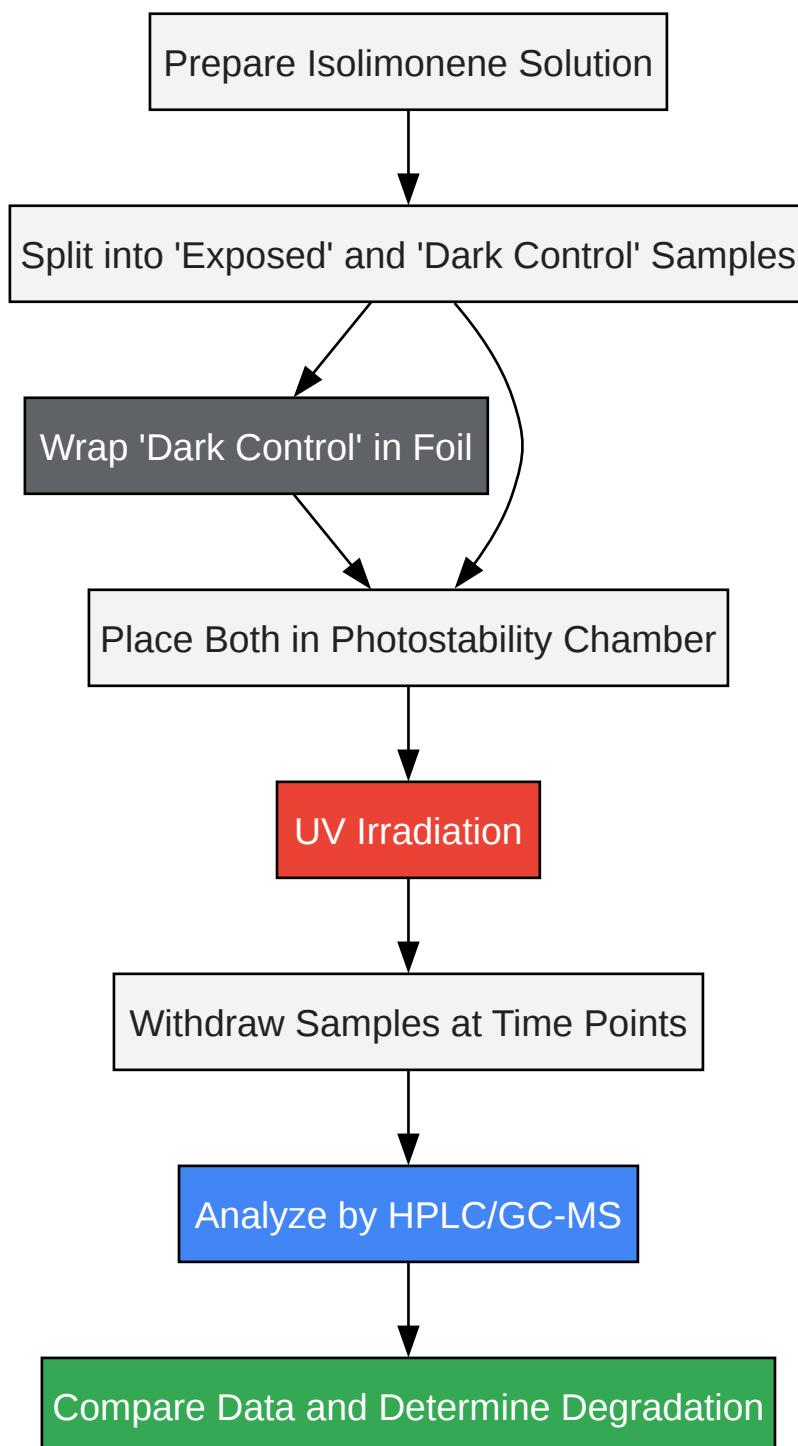 Prepare Isolimonene Solution
Split into 'Exposed' and 'Dark Control' Samples
Wrap 'Dark Control' in Foil
Place Both in Photostability Chamber
UV Irradiation
Withdraw Samples at Time Points
Analyze by HPLC/GC-MS
Compare Data and Determine Degradation